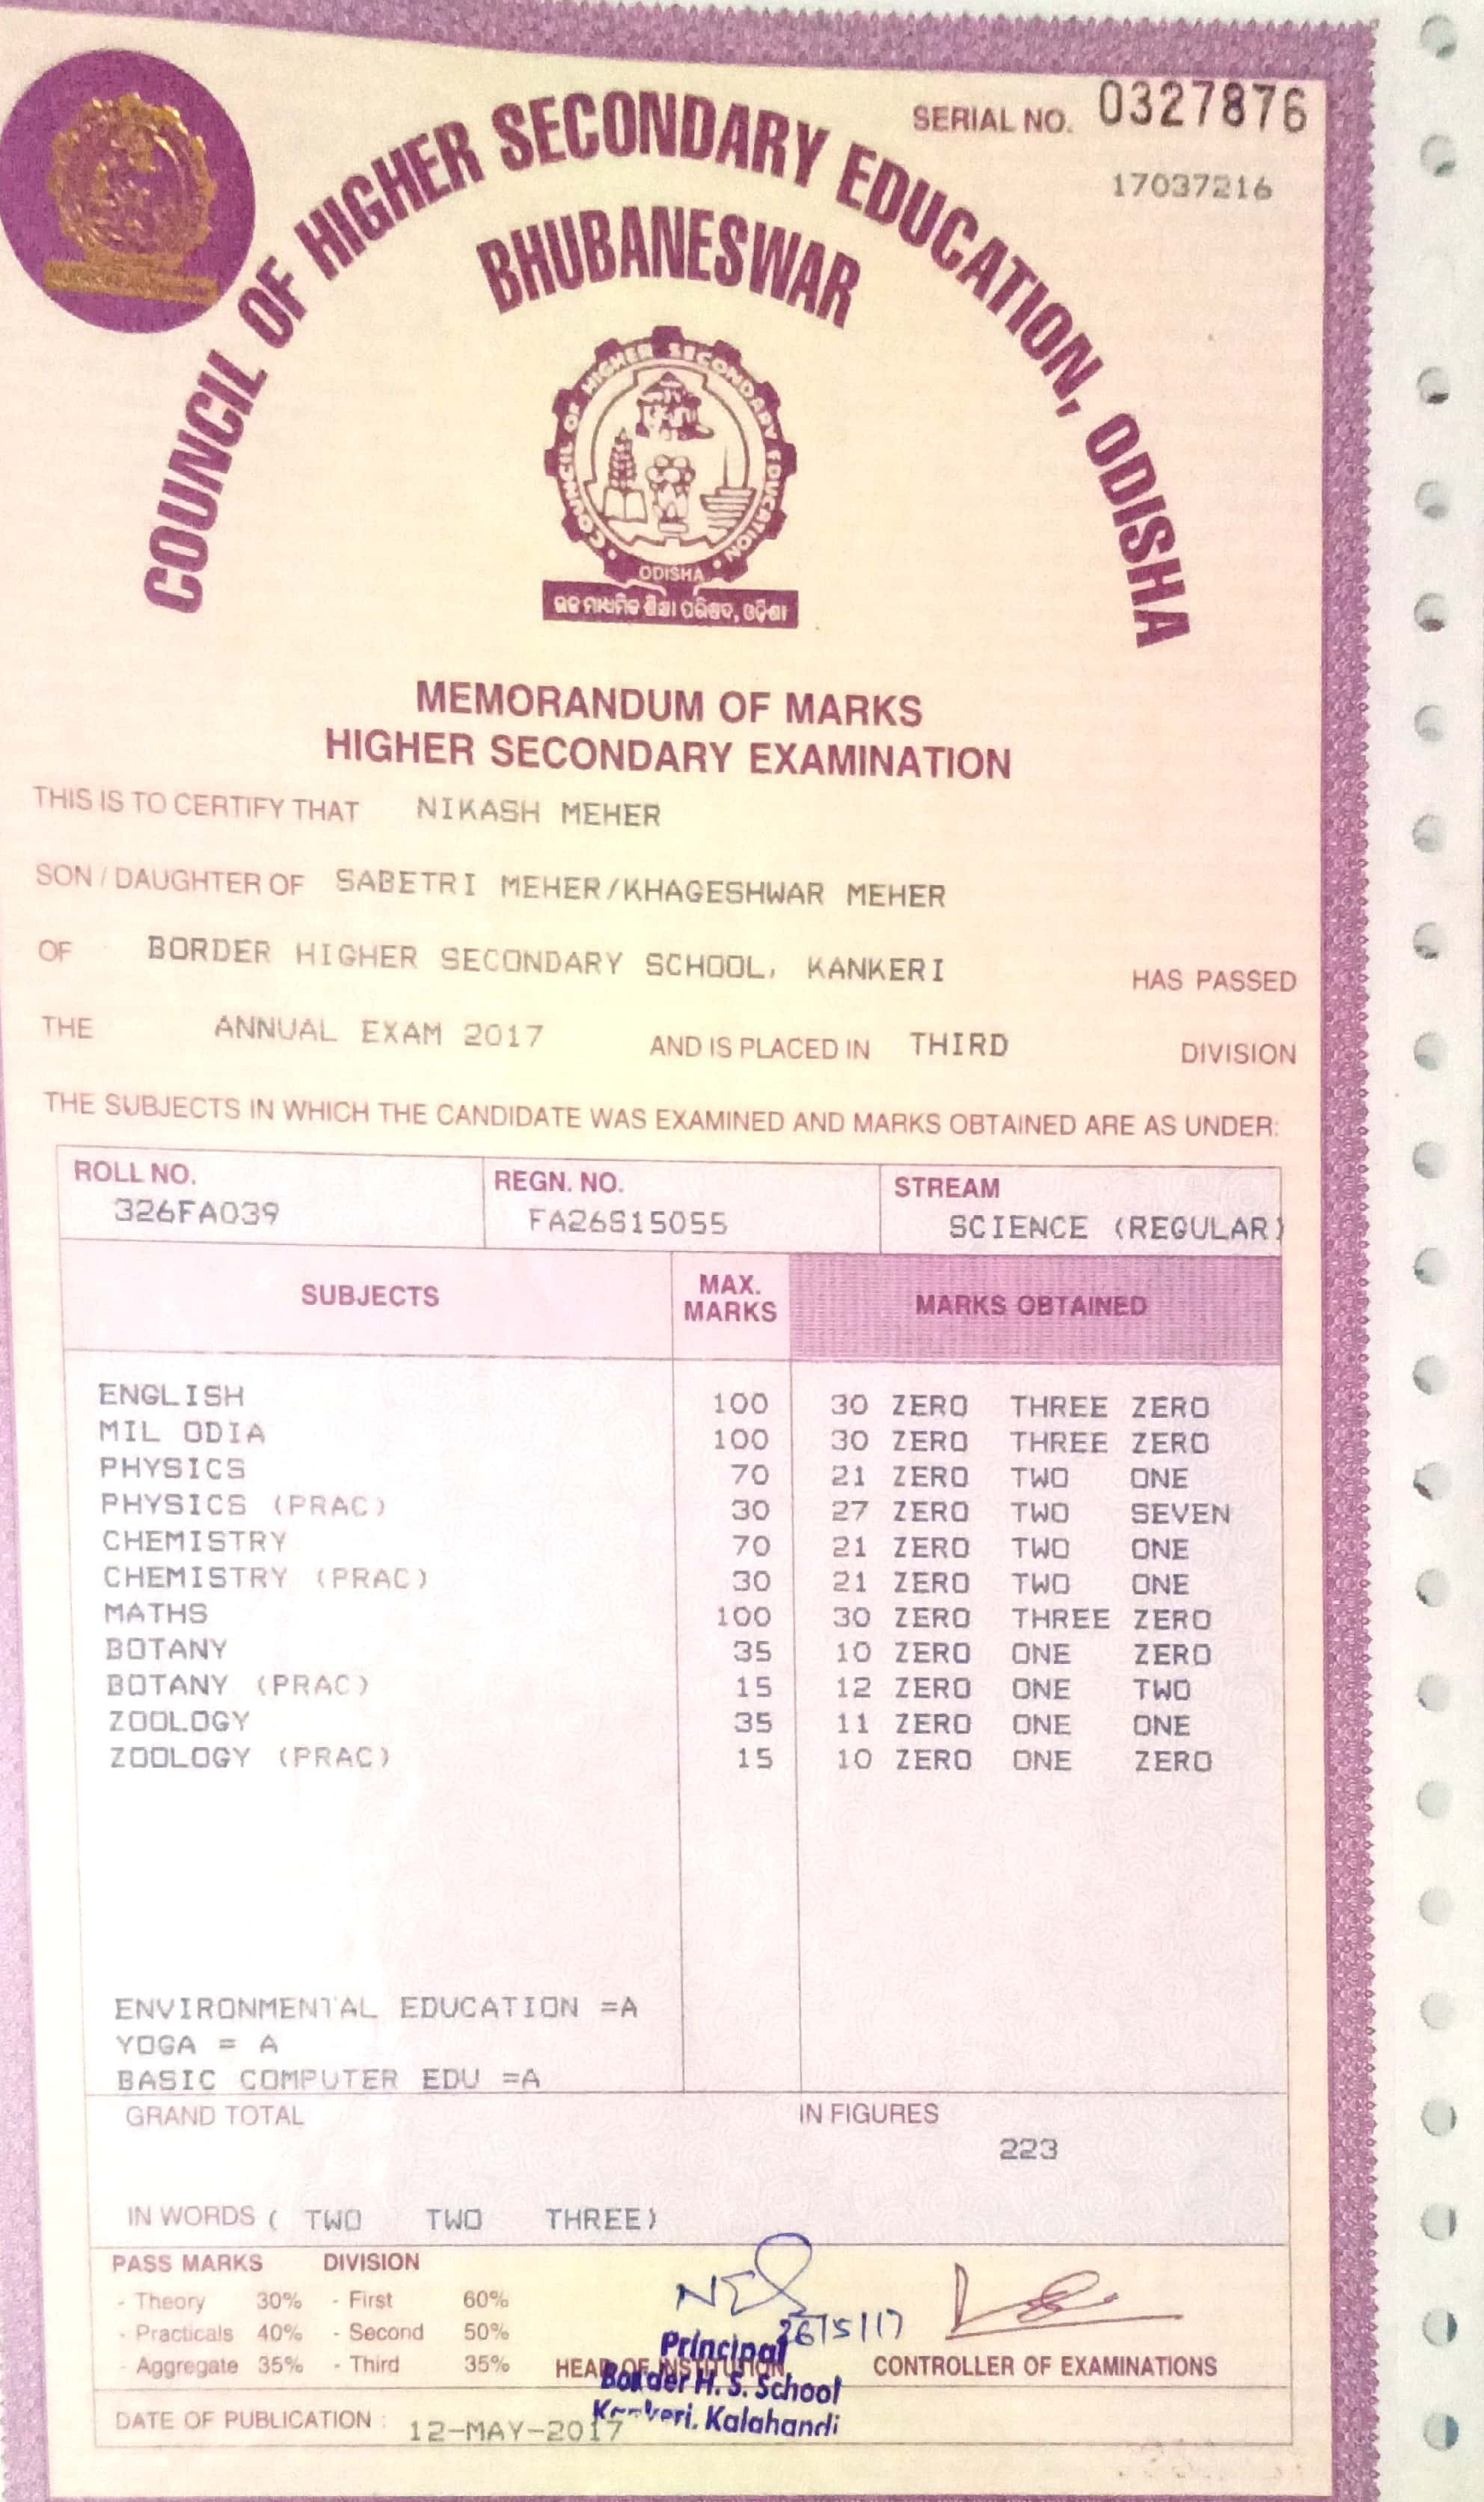 SERIAL NO. 0327876
17037216
COUNCIL OF HIGHER SECONDARY EDUCATION, ODISHA
BHUBANESWAR
COUNCIL OF HIGHER SECONDARY EDUCATION
ODISHA
ଉଚ୍ଚ ମାଧ୍ୟମିକ ଶିକ୍ଷା ପରିଷଦ, ଓଡ଼ିଶା
MEMORANDUM OF MARKS
HIGHER SECONDARY EXAMINATION
THIS IS TO CERTIFY THAT NIKASH MEHER
SON / DAUGHTER OF SABETRI MEHER/KHAGESHWAR MEHER
OF BORDER HIGHER SECONDARY SCHOOL, KANKERI HAS PASSED
THE ANNUAL EXAM 2017 AND IS PLACED IN THIRD DIVISION
THE SUBJECTS IN WHICH THE CANDIDATE WAS EXAMINED AND MARKS OBTAINED ARE AS UNDER:
ROLL NO. REGN. NO. STREAM
326FA039 FA26S15055 SCIENCE (REGULAR)
SUBJECTS MAX. MARKS MARKS OBTAINED
ENGLISH 100 30 ZERO THREE ZERO
MIL ODIA 100 30 ZERO THREE ZERO
PHYSICS 70 21 ZERO TWO ONE
PHYSICS (PRAC) 30 27 ZERO TWO SEVEN
CHEMISTRY 70 21 ZERO TWO ONE
CHEMISTRY (PRAC) 30 21 ZERO TWO ONE
MATHS 100 30 ZERO THREE ZERO
BOTANY 35 10 ZERO ONE ZERO
BOTANY (PRAC) 15 12 ZERO ONE TWO
ZOOLOGY 35 11 ZERO ONE ONE
ZOOLOGY (PRAC) 15 10 ZERO ONE ZERO
ENVIRONMENTAL EDUCATION =A
YOGA = A
BASIC COMPUTER EDU =A
GRAND TOTAL IN FIGURES
223
IN WORDS ( TWO TWO THREE)
PASS MARKS DIVISION
- Theory 30% - First 60%
- Practicals 40% - Second 50%
- Aggregate 35% - Third 35%
26/5/17
Principal
HEAD OF INSTITUTION CONTROLLER OF EXAMINATIONS
Border H. S. School
Kalahandi
DATE OF PUBLICATION : 12-MAY-2017